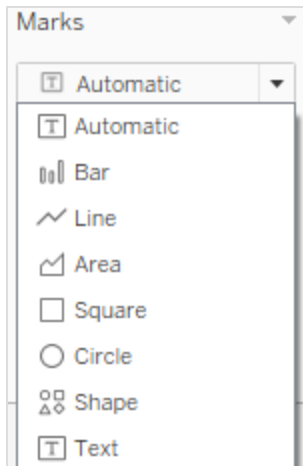 Marks
Automatic
Automatic
Bar
Line
Area
Square
Circle
Shape
Text